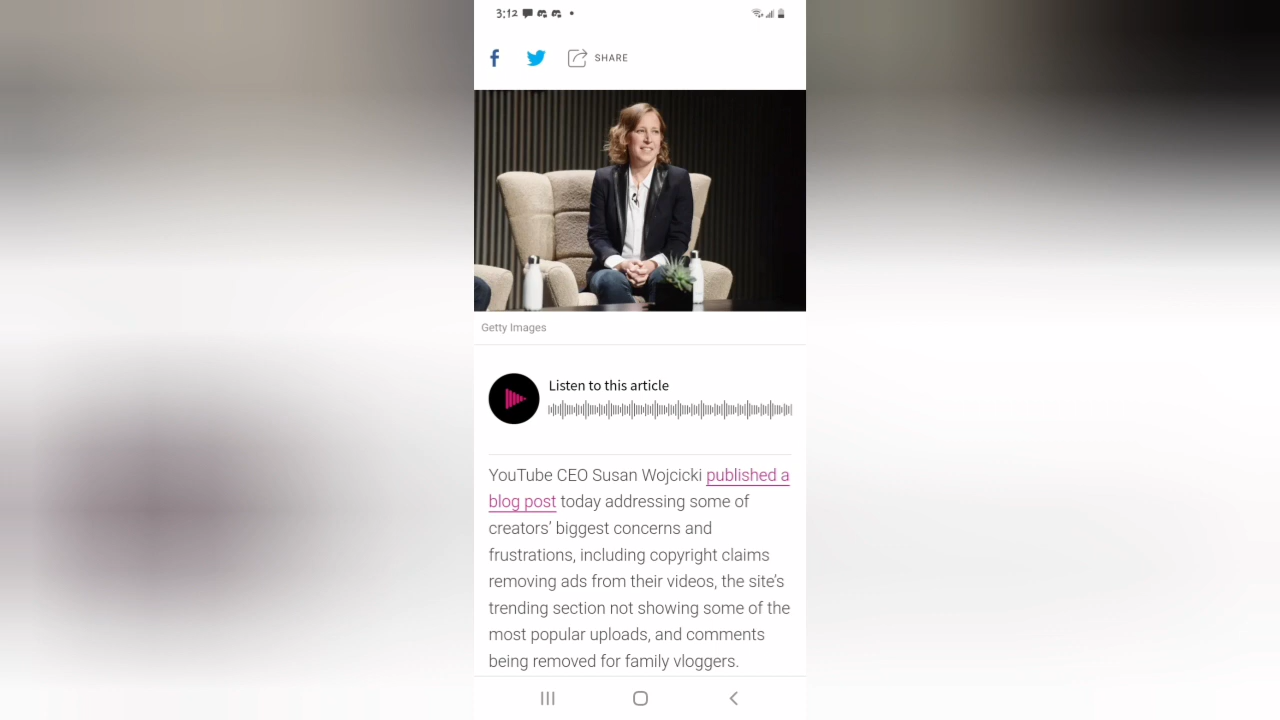 3:12
SHARE
Getty Images
Listen to this article
YouTube CEO Susan Wojcicki published a
blog post today addressing some of
creators’ biggest concerns and
frustrations, including copyright claims
removing ads from their videos, the site’s
trending section not showing some of the
most popular uploads, and comments
being removed for family vloggers.